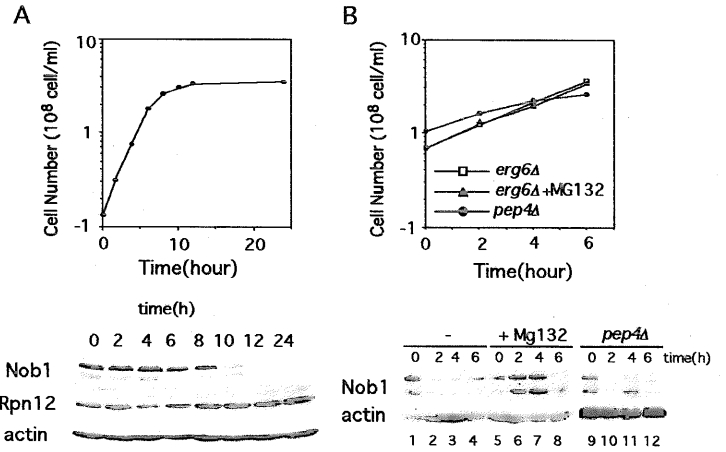 A
Cell Number (10⁸ cell/ml)
10
1
-1
0 10 20
Time(hour)
time(h)
0 2 4 6 8 10 12 24
Nob1
Rpn12
actin
B
Cell Number (10⁸ cell/ml)
10
1
-1
erg6Δ
erg6Δ+MG132
pep4Δ
0 2 4 6
Time(hour)
- + Mg132 pep4Δ
0 2 4 6 0 2 4 6 0 2 4 6 time(h)
Nob1
actin
1 2 3 4 5 6 7 8 9 10 11 12